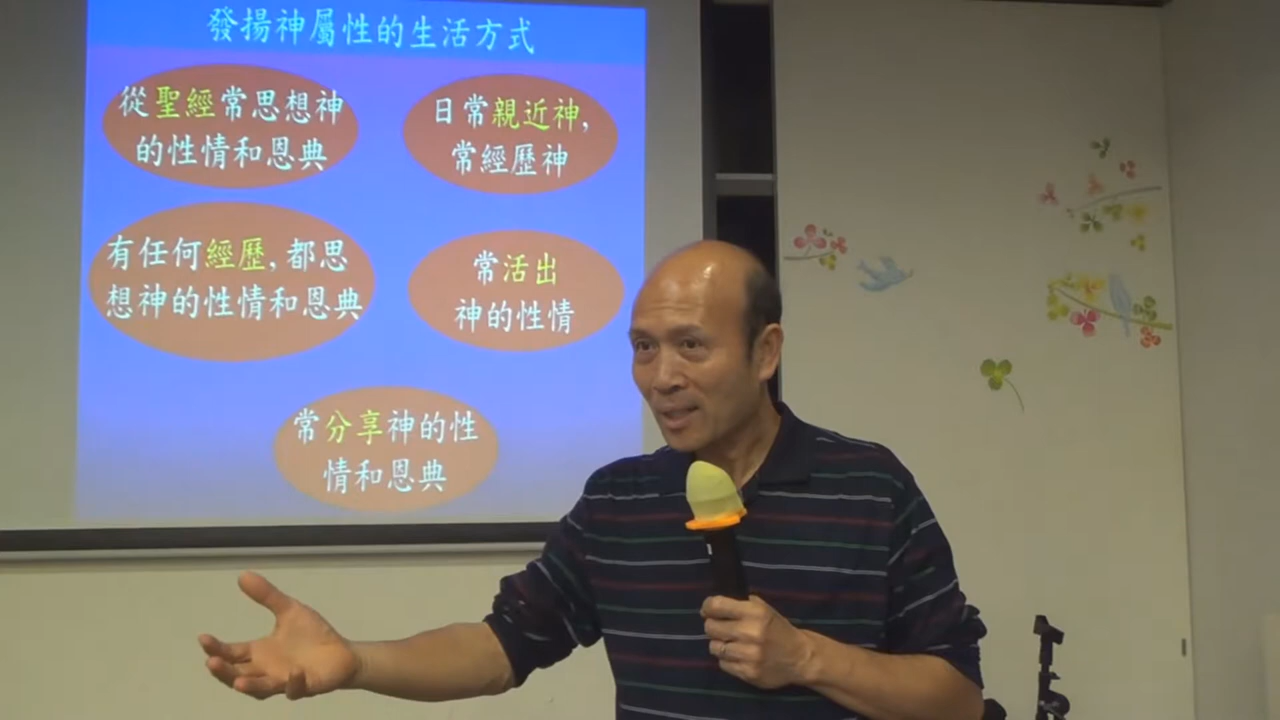 發揚神屬性的生活方式
從聖經常思想神
的性情和恩典
日常親近神,
常經歷神
有任何經歷,都思
想神的性情和恩典
常活出
神的性情
常分享神的性
情和恩典